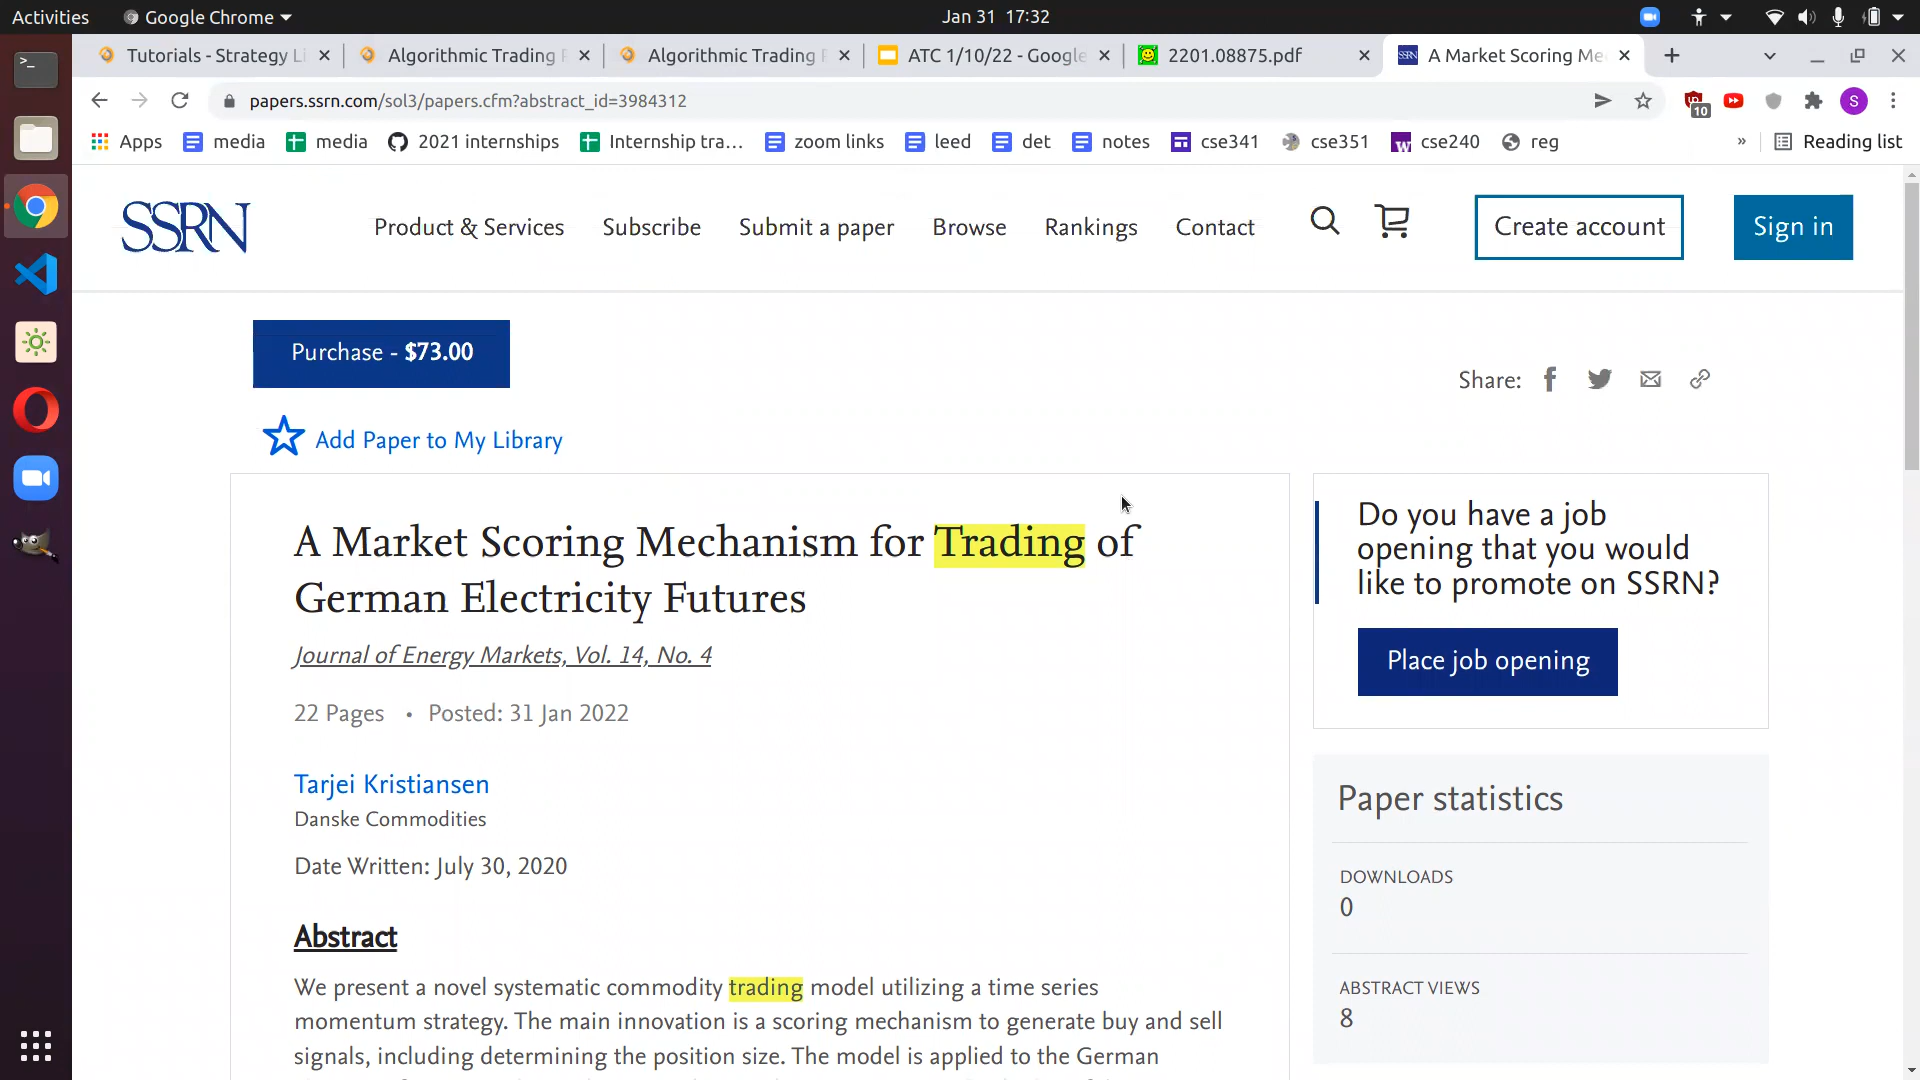 Activities
Google Chrome
Jan 31 17:32
Tutorials - Strategy Li
Algorithmic Trading F
Algorithmic Trading F
ATC 1/10/22 - Google
2201.08875.pdf
SSRN
A Market Scoring Me
papers.ssrn.com/sol3/papers.cfm?abstract_id=3984312
10
S
Apps
media
media
2021 internships
Internship tra...
zoom links
leed
det
notes
cse341
cse351
W
cse240
reg
»
Reading list
SSRN
Product & Services
Subscribe
Submit a paper
Browse
Rankings
Contact
Create account
Sign in
Purchase - $73.00
Share:
Add Paper to My Library
A Market Scoring Mechanism for Trading of
German Electricity Futures
Journal of Energy Markets, Vol. 14, No. 4
22 Pages • Posted: 31 Jan 2022
Tarjei Kristiansen
Danske Commodities
Date Written: July 30, 2020
Abstract
We present a novel systematic commodity trading model utilizing a time series
momentum strategy. The main innovation is a scoring mechanism to generate buy and sell
signals, including determining the position size. The model is applied to the German
Do you have a job
opening that you would
like to promote on SSRN?
Place job opening
Paper statistics
DOWNLOADS
0
ABSTRACT VIEWS
8